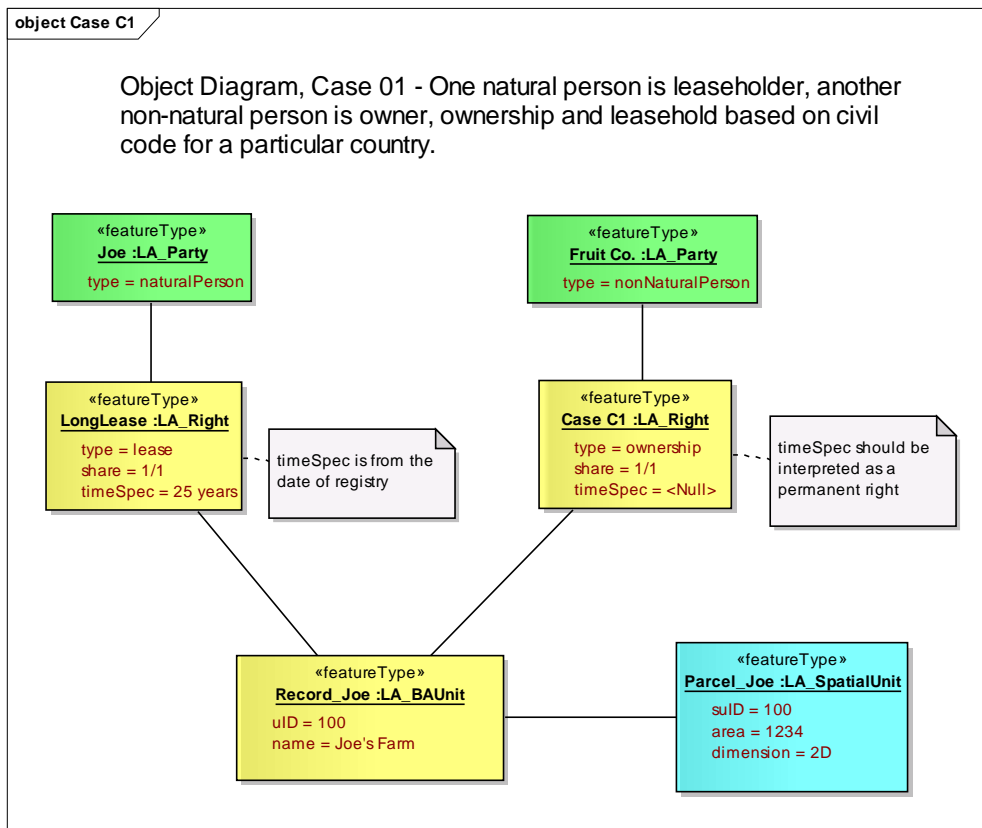 object Case C1
Object Diagram, Case 01 - One natural person is leaseholder, another
non-natural person is owner, ownership and leasehold based on civil
code for a particular country.
«featureType»
Joe :LA_Party
type = naturalPerson
«featureType»
Fruit Co. :LA_Party
type = nonNaturalPerson
«featureType»
LongLease :LA_Right
type = lease
share = 1/1
timeSpec = 25 years
timeSpec is from the
date of registry
«featureType»
Case C1 :LA_Right
type = ownership
share = 1/1
timeSpec = <Null>
timeSpec should be
interpreted as a
permanent right
«featureType»
Record_Joe :LA_BAUnit
uID = 100
name = Joe's Farm
«featureType»
Parcel_Joe :LA_SpatialUnit
suID = 100
area = 1234
dimension = 2D